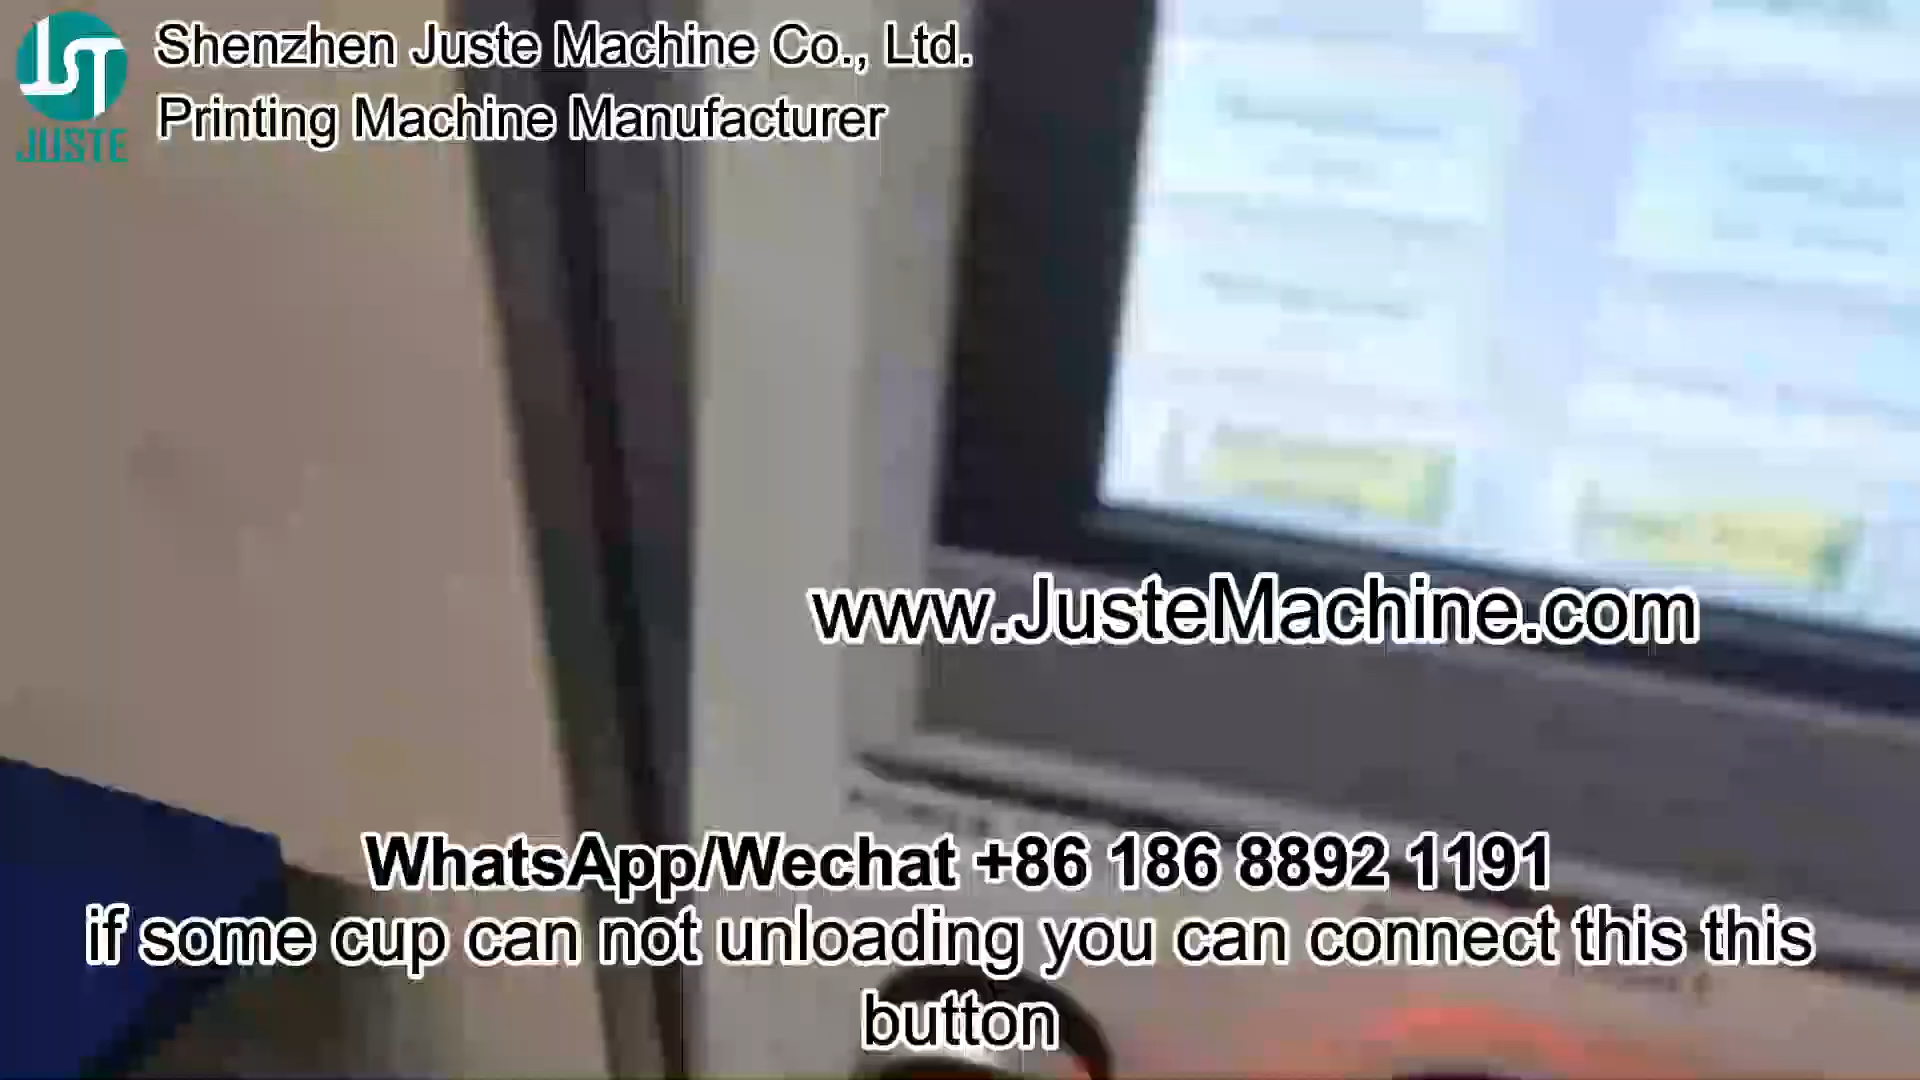 JUSTE
Shenzhen Juste Machine Co., Ltd.
Printing Machine Manufacturer
www.JusteMachine.com
WhatsApp/Wechat +86 186 8892 1191
if some cup can not unloading you can connect this this
button